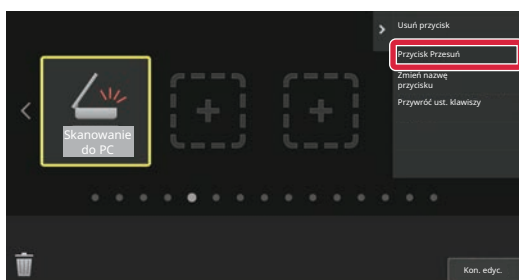 Usuń przycisk
Przycisk Przesuń
Zmień nazwę
przycisku
Przywróć ust. klawiszy
Skanowanie
do PC
Kon. edyc.